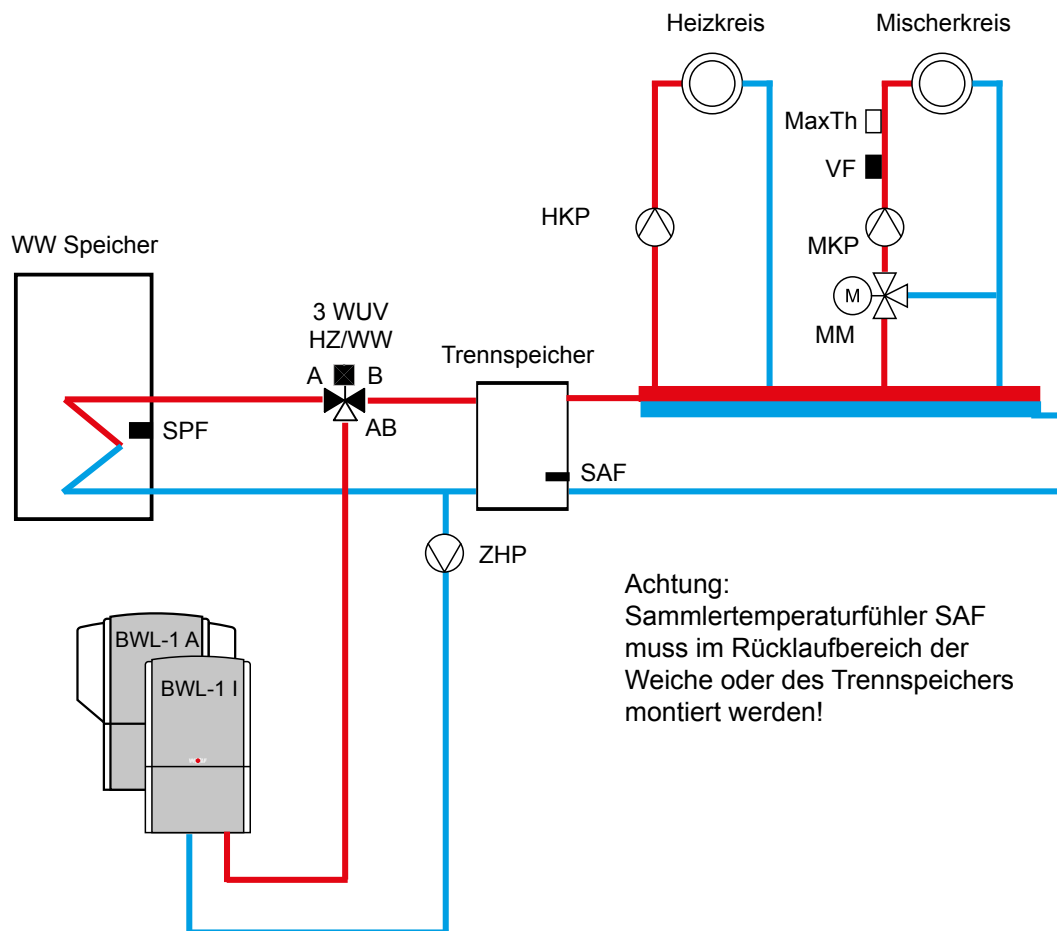 Heizkreis
Mischerkreis
MaxTh
VF
HKP
MKP
WW Speicher
M
3 WUV
HZ/WW
MM
Trennspeicher
A
B
AB
SPF
SAF
ZHP
Achtung:
Sammlertemperaturfühler SAF
muss im Rücklaufbereich der
Weiche oder des Trennspeichers
montiert werden!
BWL-1 A
BWL-1 I